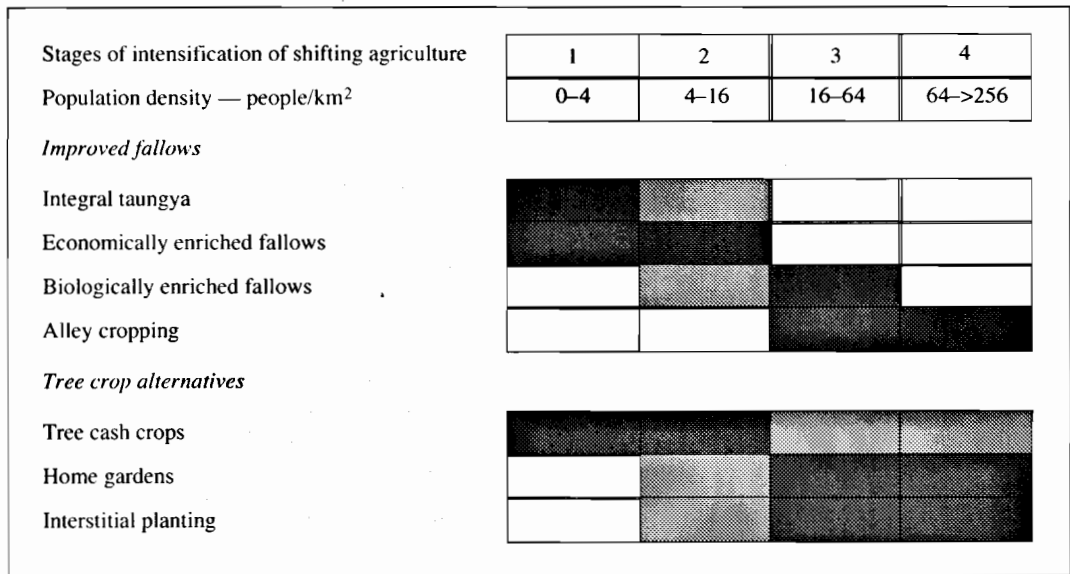 Stages of intensification of shifting agriculture 1 2 3 4
Population density — people/km² 0–4 4–16 16–64 64–>256
Improved fallows
Integral taungya
Economically enriched fallows
Biologically enriched fallows
Alley cropping
Tree crop alternatives
Tree cash crops
Home gardens
Interstitial planting